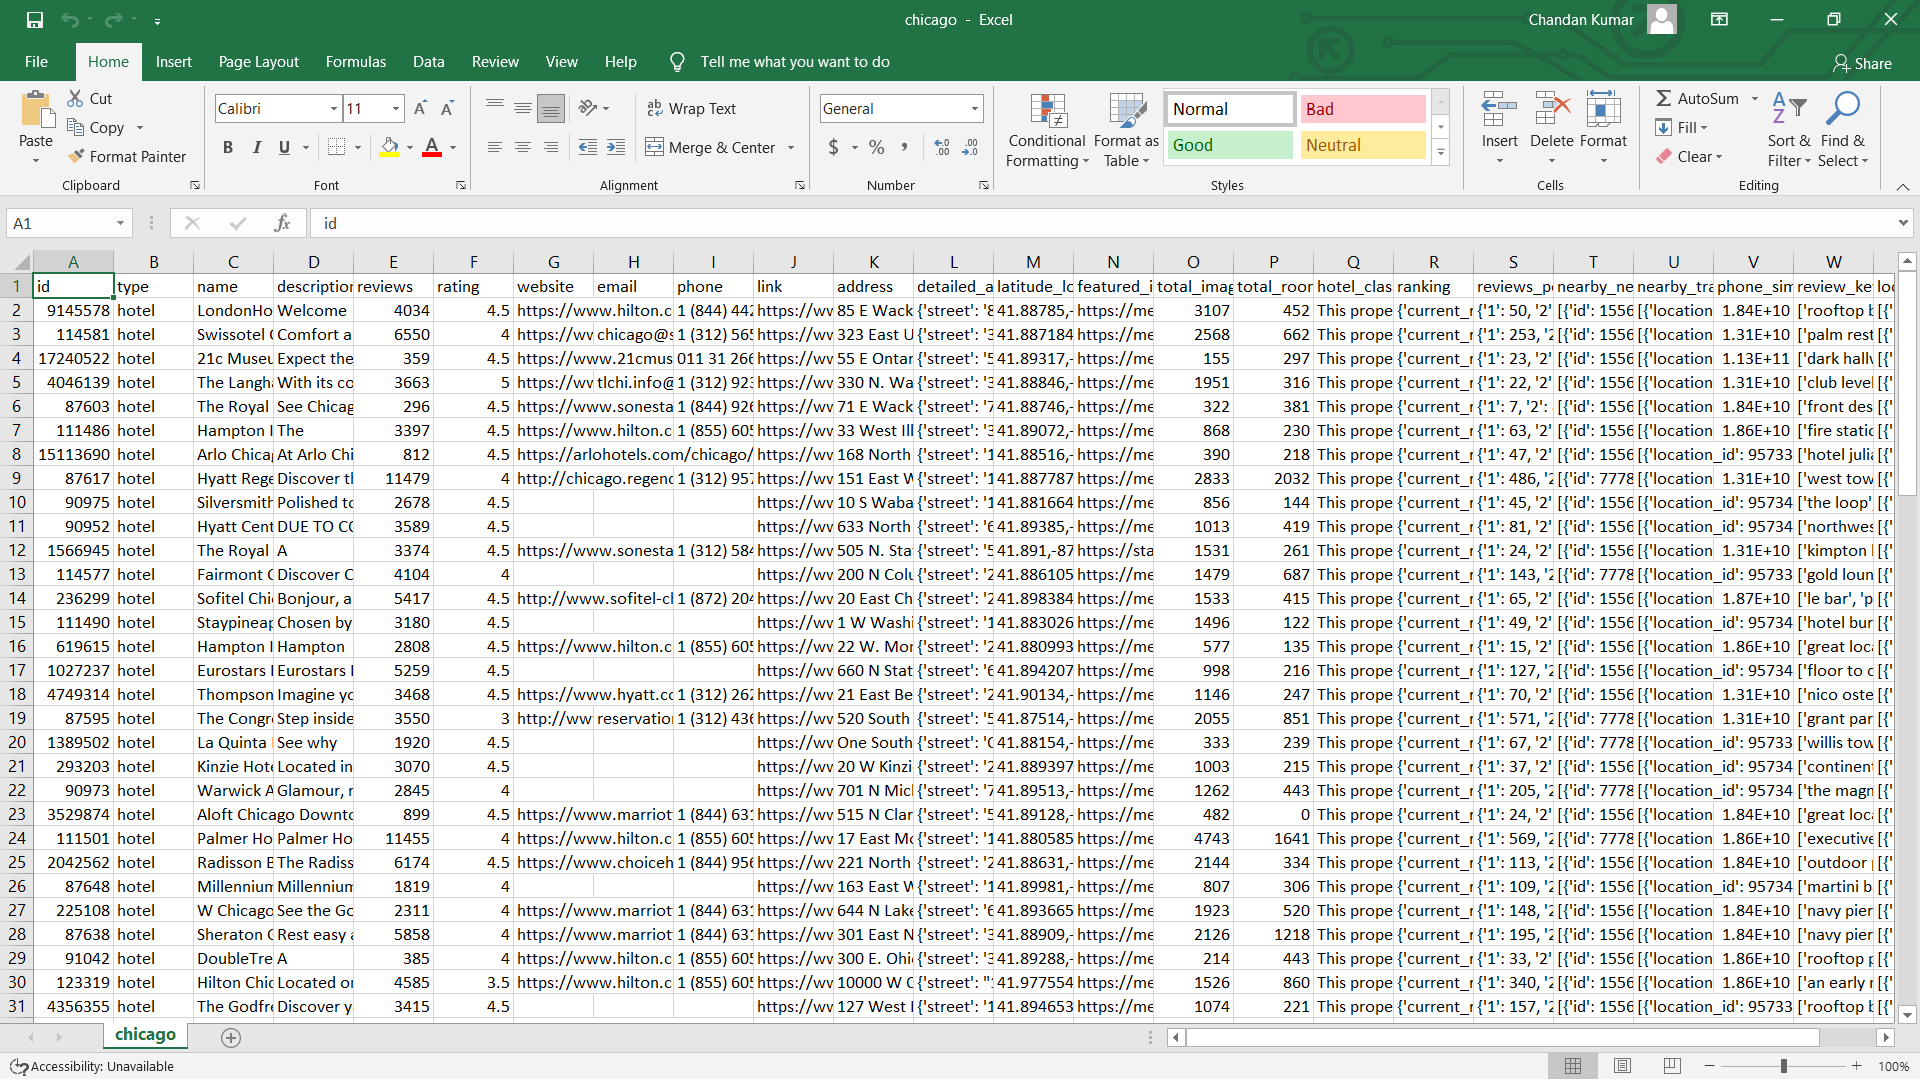 chicago - Excel
Chandan Kumar
File Home Insert Page Layout Formulas Data Review View Help Tell me what you want to do Share
Paste Cut Copy Format Painter Clipboard
Calibri 11 B I U Font
Wrap Text Merge & Center Alignment
General $ % , Number
Conditional Formatting Format as Table Normal Bad Good Neutral Styles
Insert Delete Format Cells
AutoSum Fill Clear Sort & Filter Find & Select Editing
A1 fx id
A B C D E F G H I J K L M N O P Q R S T U V W
1 id type name description reviews rating website email phone link address detailed_a latitude_lo featured_i total_imag total_room hotel_clas ranking reviews_p nearby_ne nearby_tra phone_sim review_ke loc
2 9145578 hotel LondonHo Welcome 4034 4.5 https://www.hilton.c 1 (844) 442 https://ww 85 E Wack {'street': '8 41.88785,- https://me 3107 452 This prope {'current_r {'1': 50, '2' [{'id': 1556 [{'location 1.84E+10 ['rooftop b [{'
3 114581 hotel Swissotel C Comfort a 6550 4 https://ww chicago@s 1 (312) 565 https://ww 323 East U {'street': '3 41.887184 https://me 2568 662 This prope {'current_r {'1': 253, '2 [{'id': 1556 [{'location 1.31E+10 ['palm rest [{'
4 17240522 hotel 21c Museu Expect the 359 4.5 https://www.21cmus 011 31 266 https://ww 55 E Ontar {'street': '5 41.89317,- https://me 155 297 This prope {'current_r {'1': 23, '2' [{'id': 1556 [{'location 1.13E+11 ['dark hallw [{'
5 4046139 hotel The Langha With its co 3663 5 https://ww tlchi.info@ 1 (312) 923 https://ww 330 N. Wa {'street': '3 41.88846,- https://me 1951 316 This prope {'current_r {'1': 22, '2' [{'id': 1556 [{'location 1.31E+10 ['club level [{'
6 87603 hotel The Royal See Chicag 296 4.5 https://www.sonesta 1 (844) 926 https://ww 71 E Wack {'street': '7 41.88746,- https://me 322 381 This prope {'current_r {'1': 7, '2': [{'id': 1556 [{'location 1.84E+10 ['front des [{'
7 111486 hotel Hampton I The 3397 4.5 https://www.hilton.c 1 (855) 605 https://ww 33 West Ill {'street': '3 41.89072,- https://me 868 230 This prope {'current_r {'1': 63, '2' [{'id': 1556 [{'location 1.86E+10 ['fire static [{'
8 15113690 hotel Arlo Chica At Arlo Chi 812 4.5 https://arlohotels.com/chicago/ https://ww 168 North {'street': '1 41.88516,- https://me 390 218 This prope {'current_r {'1': 47, '2' [{'id': 1556 [{'location_id': 95733 ['hotel julia [{'
9 87617 hotel Hyatt Rege Discover th 11479 4 http://chicago.regenc 1 (312) 957 https://ww 151 East W {'street': '1 41.887787 https://me 2833 2032 This prope {'current_r {'1': 486, '2 [{'id': 7778 [{'location 1.31E+10 ['west tow [{'
10 90975 hotel Silversmith Polished to 2678 4.5 https://ww 10 S Waba {'street': '1 41.881664 https://me 856 144 This prope {'current_r {'1': 45, '2' [{'id': 1556 [{'location_id': 95734 ['the loop' [{'
11 90952 hotel Hyatt Cent DUE TO CO 3589 4.5 https://ww 633 North {'street': '6 41.89385,- https://me 1013 419 This prope {'current_r {'1': 81, '2' [{'id': 1556 [{'location_id': 95734 ['northwes [{'
12 1566945 hotel The Royal A 3374 4.5 https://www.sonesta 1 (312) 584 https://ww 505 N. Sta {'street': '5 41.891,-87 https://sta 1531 261 This prope {'current_r {'1': 24, '2' [{'id': 1556 [{'location 1.31E+10 ['kimpton [{'
13 114577 hotel Fairmont C Discover C 4104 4 https://ww 200 N Colu {'street': '2 41.886105 https://me 1479 687 This prope {'current_r {'1': 143, '2 [{'id': 7778 [{'location_id': 95733 ['gold loun [{'
14 236299 hotel Sofitel Chi Bonjour, a 5417 4.5 http://www.sofitel-cl 1 (872) 204 https://ww 20 East Ch {'street': '2 41.898384 https://me 1533 415 This prope {'current_r {'1': 65, '2' [{'id': 1556 [{'location 1.87E+10 ['le bar', 'p [{'
15 111490 hotel Staypineap Chosen by 3180 4.5 https://ww 1 W Washi {'street': '1 41.883026 https://me 1496 122 This prope {'current_r {'1': 49, '2' [{'id': 1556 [{'location_id': 95734 ['hotel bur [{'
16 619615 hotel Hampton I Hampton 2808 4.5 https://www.hilton.c 1 (855) 605 https://ww 22 W. Mor {'street': '2 41.880993 https://me 577 135 This prope {'current_r {'1': 15, '2' [{'id': 1556 [{'location 1.86E+10 ['great loc [{'
17 1027237 hotel Eurostars Eurostars 5259 4.5 https://ww 660 N Stat {'street': '6 41.894207 https://me 998 216 This prope {'current_r {'1': 127, '2 [{'id': 1556 [{'location_id': 95734 ['floor to c [{'
18 4749314 hotel Thompson Imagine yo 3468 4.5 https://www.hyatt.cc 1 (312) 262 https://ww 21 East Be {'street': '2 41.90134,- https://me 1146 247 This prope {'current_r {'1': 70, '2' [{'id': 1556 [{'location 1.31E+10 ['nico oste [{'
19 87595 hotel The Congr Step inside 3550 3 http://ww reservation 1 (312) 436 https://ww 520 South {'street': '5 41.87514,- https://me 2055 851 This prope {'current_r {'1': 571, '2 [{'id': 7778 [{'location 1.31E+10 ['grant par [{'
20 1389502 hotel La Quinta See why 1920 4.5 https://ww One South {'street': 'O 41.88154,- https://me 333 239 This prope {'current_r {'1': 67, '2' [{'id': 7778 [{'location_id': 95733 ['willis tow [{'
21 293203 hotel Kinzie Hote Located in 3070 4.5 https://ww 20 W Kinzi {'street': '2 41.889397 https://me 1003 215 This prope {'current_r {'1': 37, '2' [{'id': 1556 [{'location_id': 95734 ['continent [{'
22 90973 hotel Warwick A Glamour, r 2845 4 https://ww 701 N Mich {'street': '7 41.89513,- https://me 1262 443 This prope {'current_r {'1': 205, '2 [{'id': 7778 [{'location_id': 95734 ['the magn [{'
23 3529874 hotel Aloft Chicago Downto 899 4.5 https://www.marriot 1 (844) 631 https://ww 515 N Clar {'street': '5 41.89128,- https://me 482 0 This prope {'current_r {'1': 24, '2' [{'id': 1556 [{'location 1.84E+10 ['great loc [{'
24 111501 hotel Palmer Ho Palmer Ho 11455 4 https://www.hilton.c 1 (855) 605 https://ww 17 East Mo {'street': '1 41.880585 https://me 4743 1641 This prope {'current_r {'1': 569, '2 [{'id': 7778 [{'location 1.86E+10 ['executive [{'
25 2042562 hotel Radisson B The Radiss 6174 4.5 https://www.choiceh 1 (844) 956 https://ww 221 North {'street': '2 41.88631,- https://me 2144 334 This prope {'current_r {'1': 113, '2 [{'id': 1556 [{'location 1.84E+10 ['outdoor [{'
26 87648 hotel Millennium Millennium 1819 4 https://ww 163 East W {'street': '1 41.89981,- https://me 807 306 This prope {'current_r {'1': 109, '2 [{'id': 1556 [{'location_id': 95734 ['martini b [{'
27 225108 hotel W Chicago See the Go 2311 4 https://www.marriot 1 (844) 631 https://ww 644 N Lake {'street': '6 41.893665 https://me 1923 520 This prope {'current_r {'1': 148, '2 [{'id': 1556 [{'location 1.84E+10 ['navy pier [{'
28 87638 hotel Sheraton G Rest easy a 5858 4 https://www.marriot 1 (844) 631 https://ww 301 East N {'street': '3 41.88909,- https://me 2126 1218 This prope {'current_r {'1': 195, '2 [{'id': 1556 [{'location 1.84E+10 ['navy pier [{'
29 91042 hotel DoubleTre A 385 4 https://www.hilton.c 1 (855) 605 https://ww 300 E. Ohi {'street': '3 41.89288,- https://me 214 443 This prope {'current_r {'1': 33, '2' [{'id': 1556 [{'location 1.86E+10 ['rooftop p [{'
30 123319 hotel Hilton Chic Located or 4585 3.5 https://www.hilton.c 1 (855) 605 https://ww 10000 W O {'street': "1 41.977554 https://me 1526 860 This prope {'current_r {'1': 340, '2 [{'id': 1556 [{'location 1.86E+10 ['an early r [{'
31 4356355 hotel The Godfre Discover y 3415 4.5 https://ww 127 West {'street': '1 41.894653 https://me 1074 221 This prope {'current_r {'1': 157, '2 [{'id': 1556 [{'location_id': 95733 ['rooftop b [{'
chicago
Accessibility: Unavailable 100%